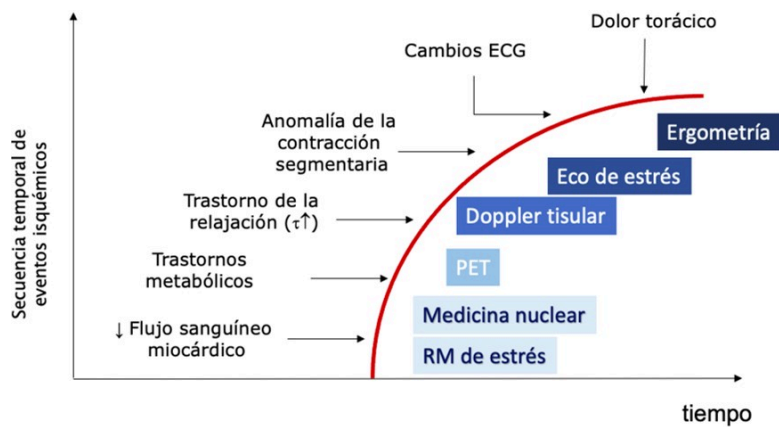 Dolor torácico
Cambios ECG
Anomalía de la
contracción
segmentaria
Ergometría
Eco de estrés
Trastorno de la
relajación (τ↑)
Doppler tisular
Trastornos
metabólicos
PET
↓ Flujo sanguíneo
miocárdico
Medicina nuclear
RM de estrés
Secuencia temporal de
eventos isquémicos
tiempo